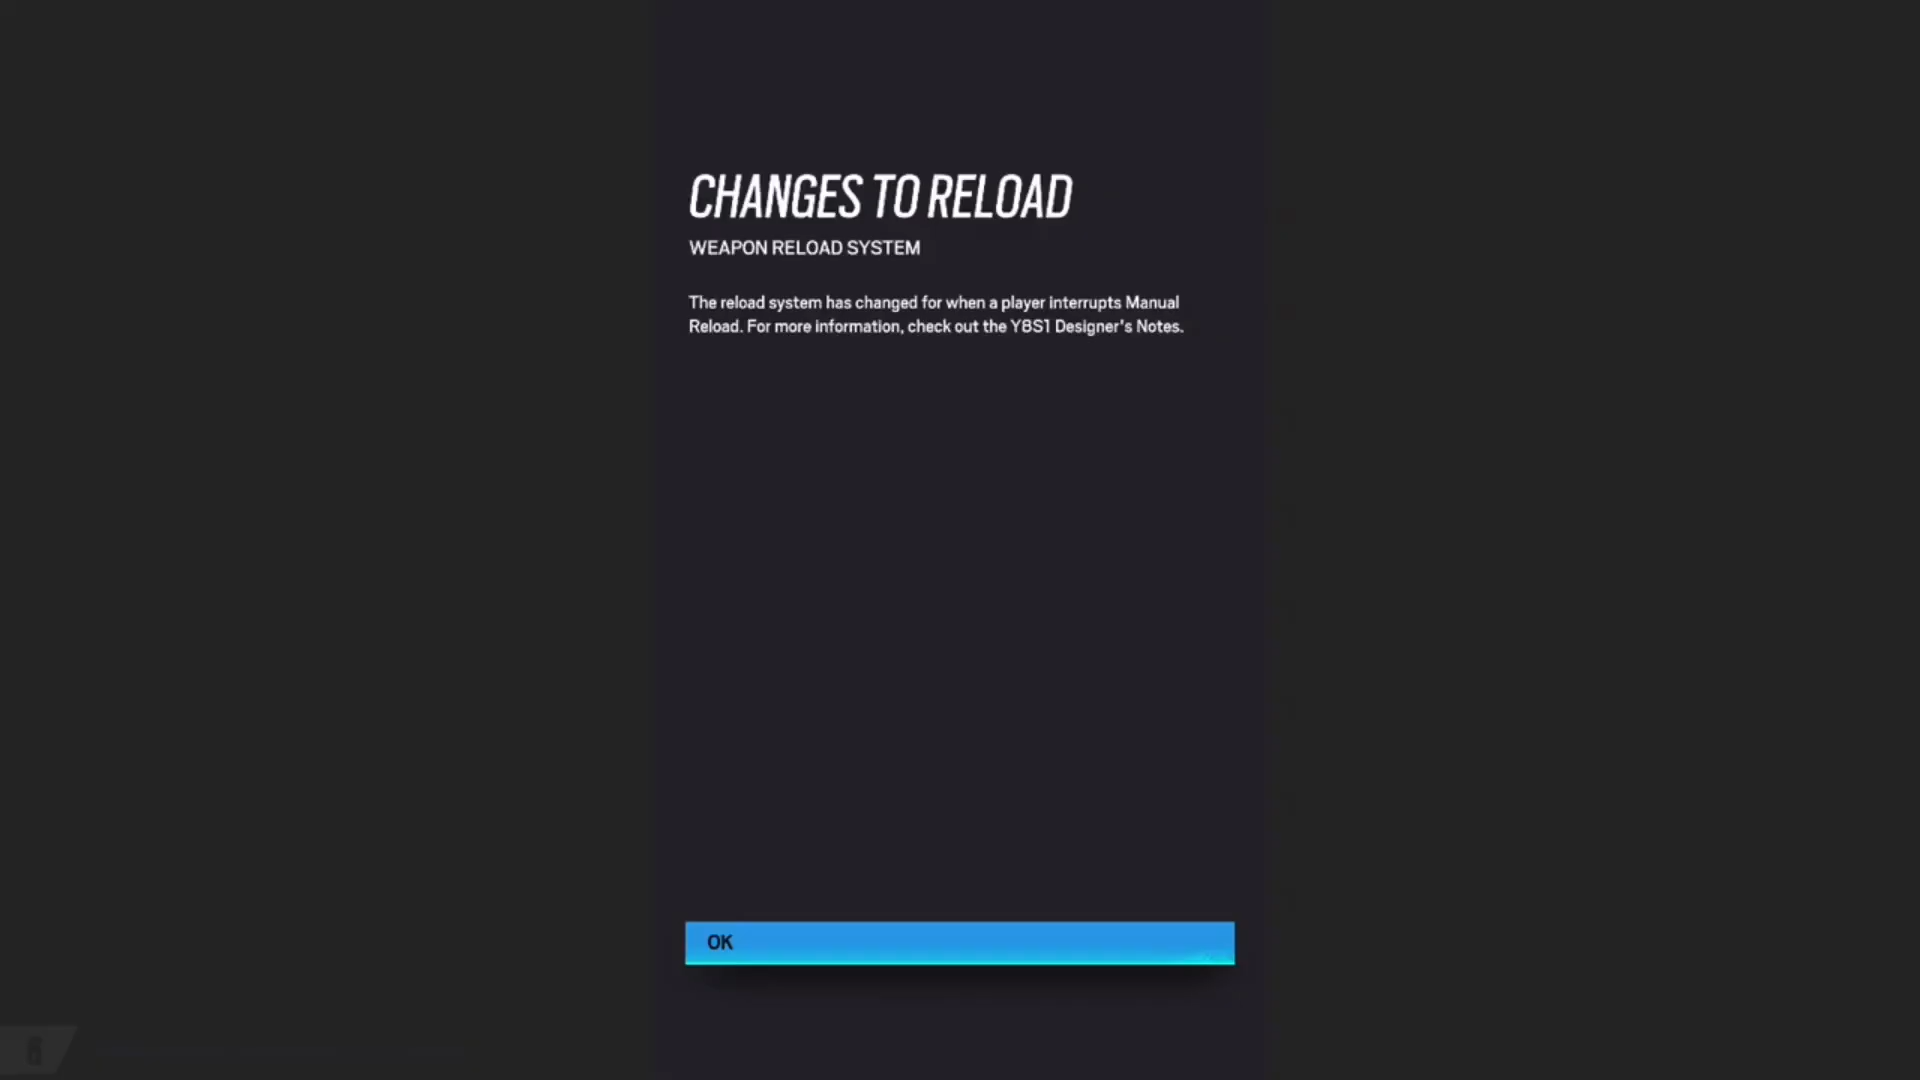 CHANGES TO RELOAD
WEAPON RELOAD SYSTEM
The reload system has changed for when a player interrupts Manual
Reload. For more information, check out the Y8S1 Designer's Notes.
OK
6